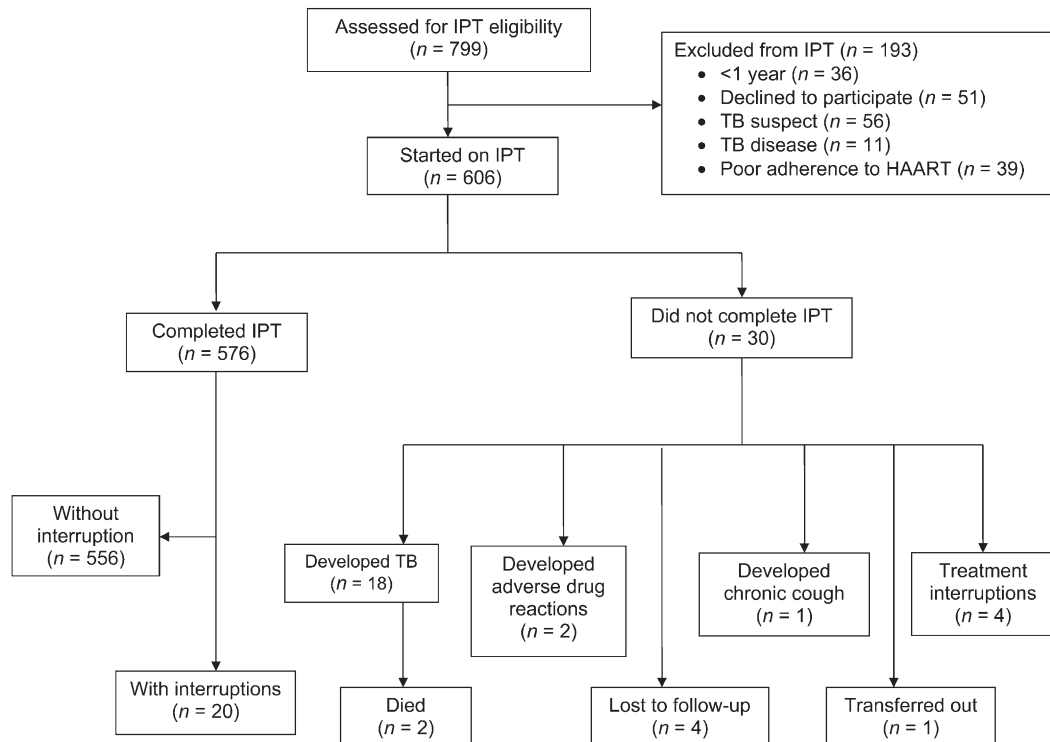 Assessed for IPT eligibility
(n = 799)
Excluded from IPT (n = 193)
• <1 year (n = 36)
• Declined to participate (n = 51)
• TB suspect (n = 56)
• TB disease (n = 11)
• Poor adherence to HAART (n = 39)
Started on IPT
(n = 606)
Completed IPT
(n = 576)
Did not complete IPT
(n = 30)
Without
interruption
(n = 556)
With interruptions
(n = 20)
Developed TB
(n = 18)
Developed
adverse drug
reactions
(n = 2)
Developed
chronic cough
(n = 1)
Treatment
interruptions
(n = 4)
Died
(n = 2)
Lost to follow-up
(n = 4)
Transferred out
(n = 1)